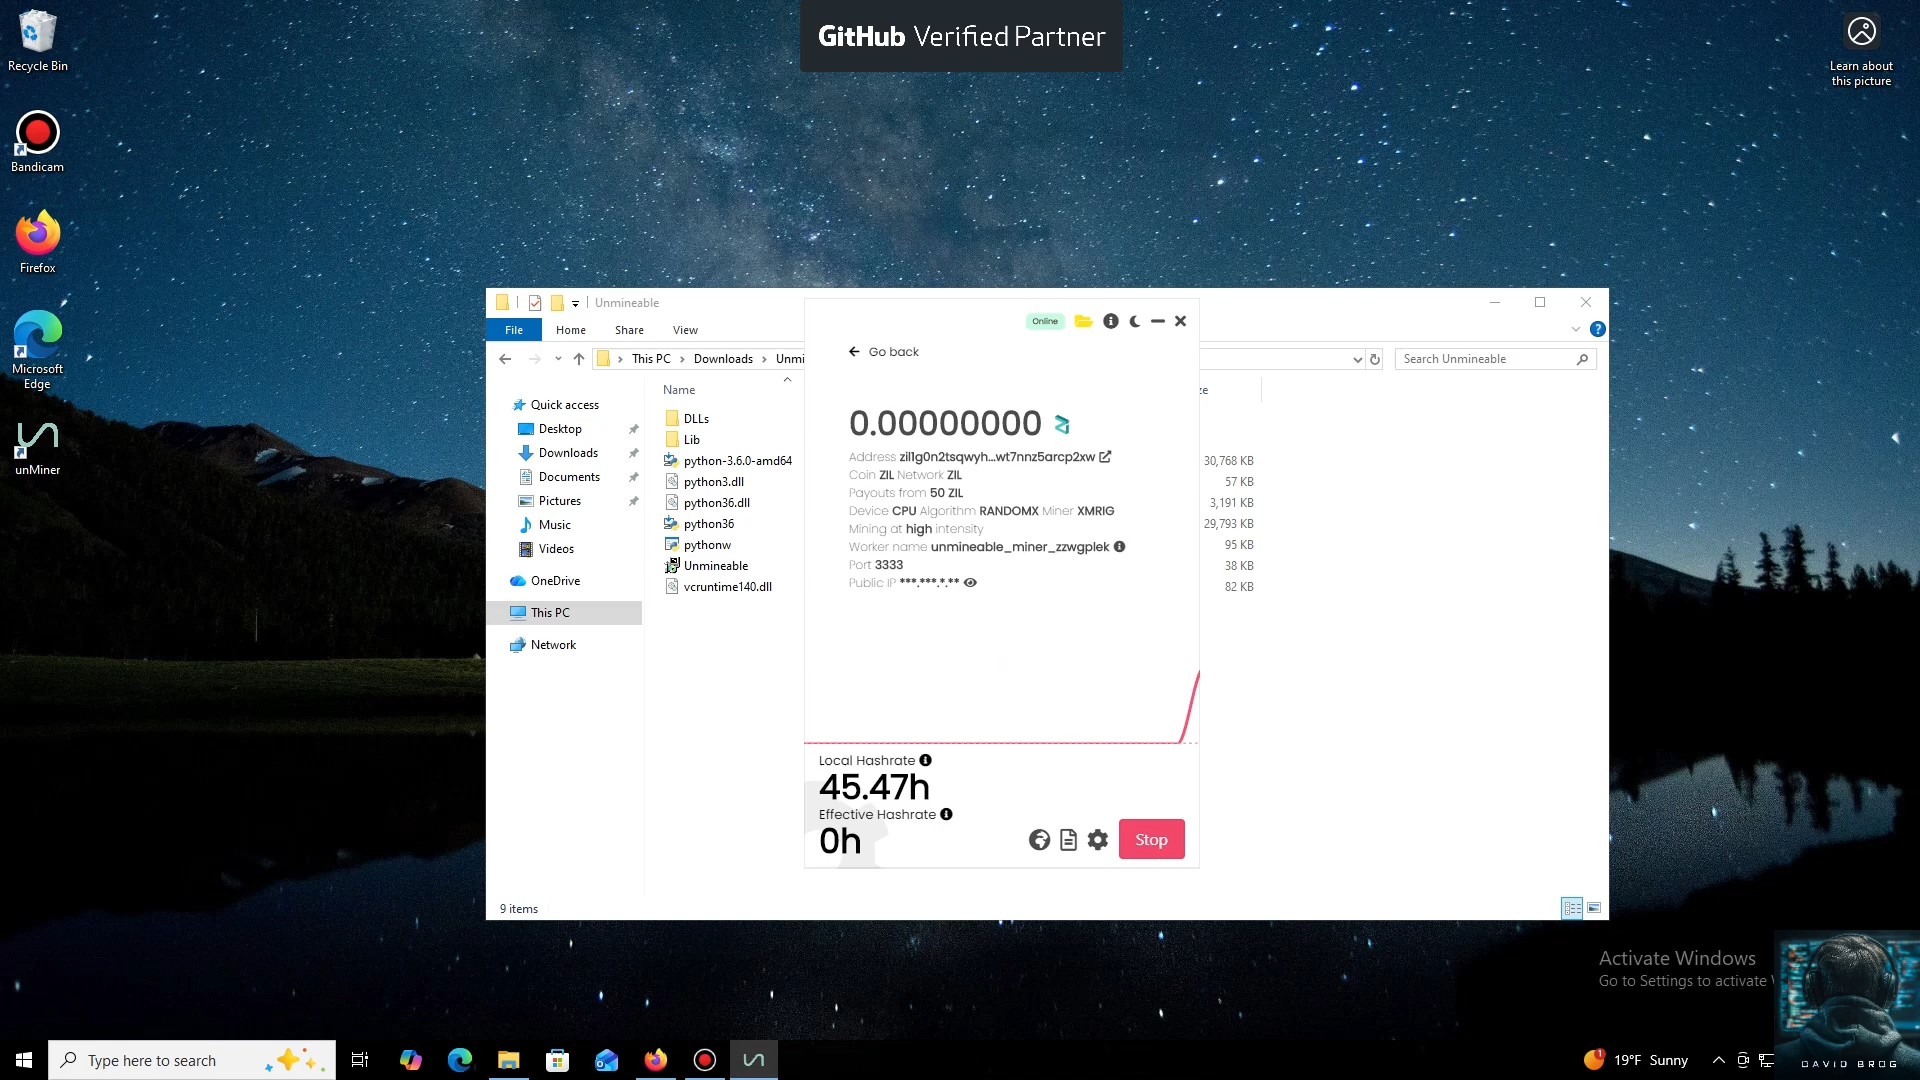 GitHub Verified Partner
Recycle Bin
Learn about
this picture
Bandicam
Firefox
Microsoft
Edge
unMiner
Unmineable
File Home Share View
This PC Downloads Unmi
Search Unmineable
Online
Go back
Name
ze
Quick access
Desktop
Downloads
Documents
Pictures
Music
Videos
OneDrive
This PC
Network
DLLs
Lib
python-3.6.0-amd64 30,768 KB
python3.dll 57 KB
python36.dll 3,191 KB
python36 29,793 KB
pythonw 95 KB
Unmineable 38 KB
vcruntime140.dll 82 KB
0.00000000
Address zil1g0n2tsqwyh...wt7nnz5arcp2xw
Coin ZIL Network ZIL
Payouts from 50 ZIL
Device CPU Algorithm RANDOMX Miner XMRIG
Mining at high intensity
Worker name unmineable_miner_zzwgplek
Port 3333
Public IP ***.***.*.**
Local Hashrate
45.47h
Effective Hashrate
0h
Stop
9 items
Activate Windows
Go to Settings to activate
DAVID BROG
Type here to search
1
19°F Sunny